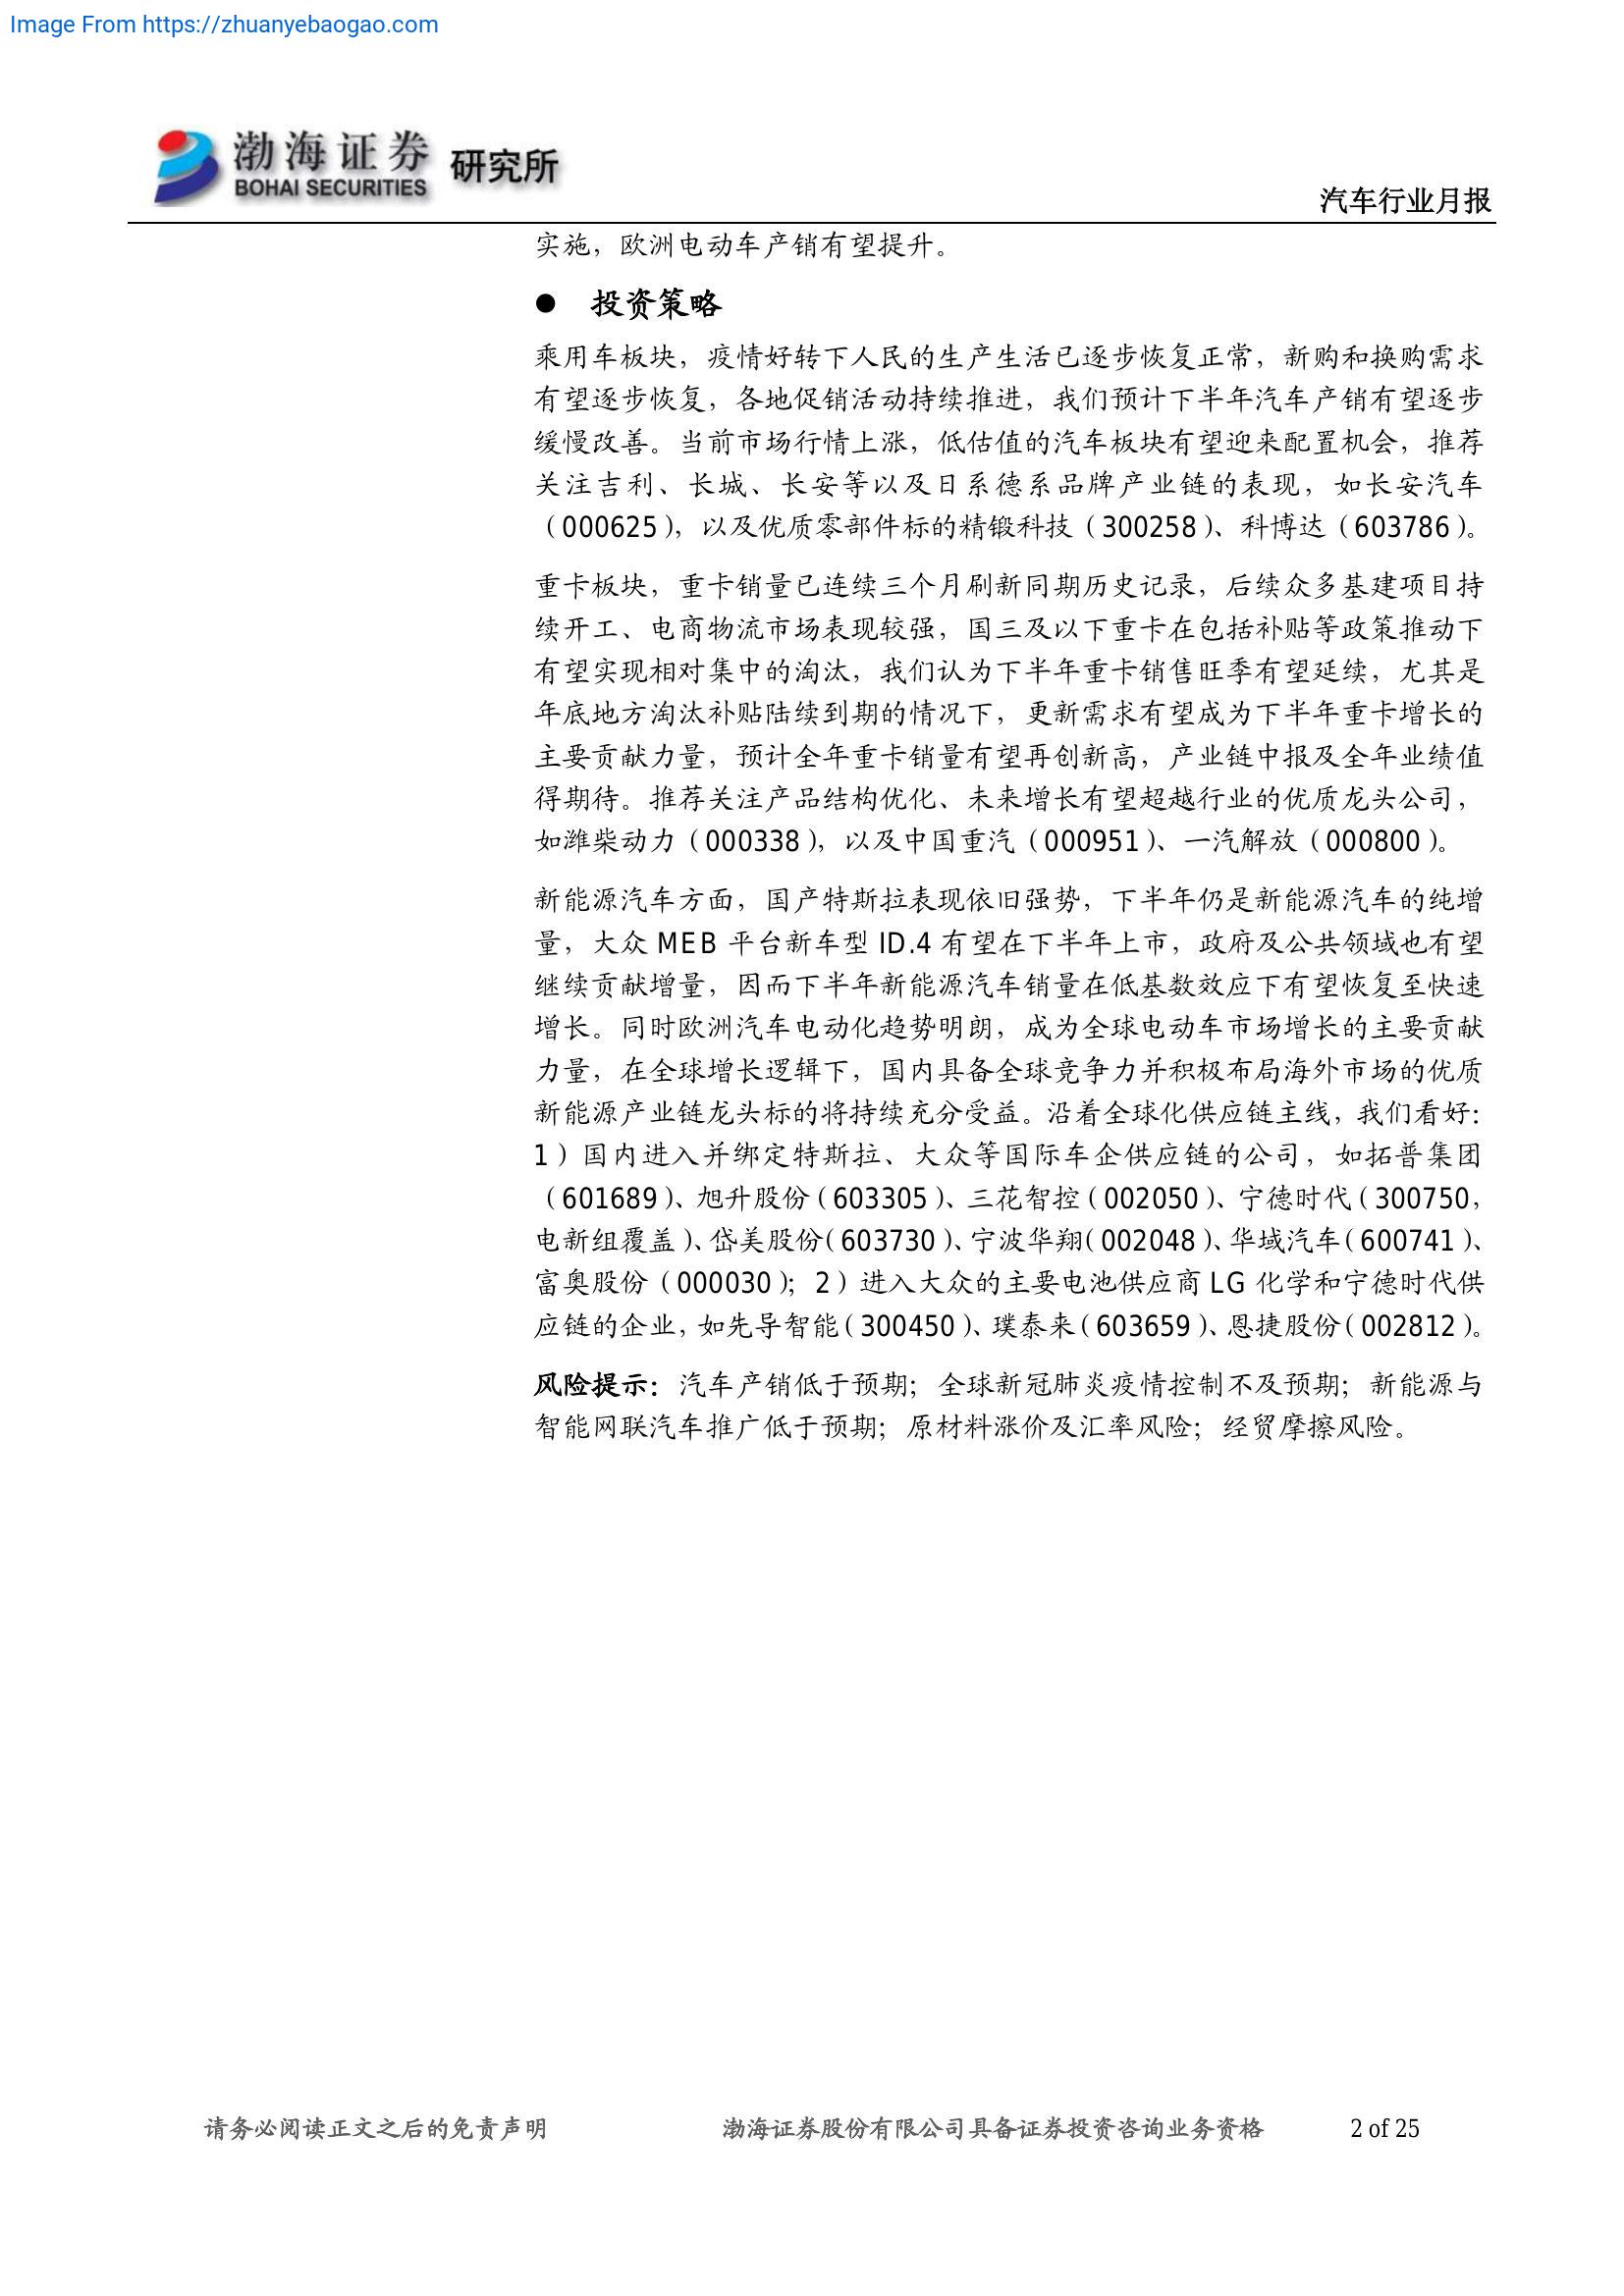 Image From https://zhuanyebaogao.com
渤海证券 研究所
BOHAI SECURITIES
汽车行业月报
实施，欧洲电动车产销有望提升。
● 投资策略
乘用车板块，疫情好转下人民的生产生活已逐步恢复正常，新购和换购需求
有望逐步恢复，各地促销活动持续推进，我们预计下半年汽车产销有望逐步
缓慢改善。当前市场行情上涨，低估值的汽车板块有望迎来配置机会，推荐
关注吉利、长城、长安等以及日系德系品牌产业链的表现，如长安汽车
（000625），以及优质零部件标的精锻科技（300258）、科博达（603786）。
重卡板块，重卡销量已连续三个月刷新同期历史记录，后续众多基建项目持
续开工、电商物流市场表现较强，国三及以下重卡在包括补贴等政策推动下
有望实现相对集中的淘汰，我们认为下半年重卡销售旺季有望延续，尤其是
年底地方淘汰补贴陆续到期的情况下，更新需求有望成为下半年重卡增长的
主要贡献力量，预计全年重卡销量有望再创新高，产业链中报及全年业绩值
得期待。推荐关注产品结构优化、未来增长有望超越行业的优质龙头公司，
如潍柴动力（000338），以及中国重汽（000951）、一汽解放（000800）。
新能源汽车方面，国产特斯拉表现依旧强势，下半年仍是新能源汽车的纯增
量，大众 MEB 平台新车型 ID.4 有望在下半年上市，政府及公共领域也有望
继续贡献增量，因而下半年新能源汽车销量在低基数效应下有望恢复至快速
增长。同时欧洲汽车电动化趋势明朗，成为全球电动车市场增长的主要贡献
力量，在全球增长逻辑下，国内具备全球竞争力并积极布局海外市场的优质
新能源产业链龙头标的将持续充分受益。沿着全球化供应链主线，我们看好：
1）国内进入并绑定特斯拉、大众等国际车企供应链的公司，如拓普集团
（601689）、旭升股份（603305）、三花智控（002050）、宁德时代（300750，
电新组覆盖）、岱美股份（603730）、宁波华翔（002048）、华域汽车（600741）、
富奥股份（000030）；2）进入大众的主要电池供应商 LG 化学和宁德时代供
应链的企业，如先导智能（300450）、璞泰来（603659）、恩捷股份（002812）。
风险提示：汽车产销低于预期；全球新冠肺炎疫情控制不及预期；新能源与
智能网联汽车推广低于预期；原材料涨价及汇率风险；经贸摩擦风险。
请务必阅读正文之后的免责声明 渤海证券股份有限公司具备证券投资咨询业务资格 2 of 25